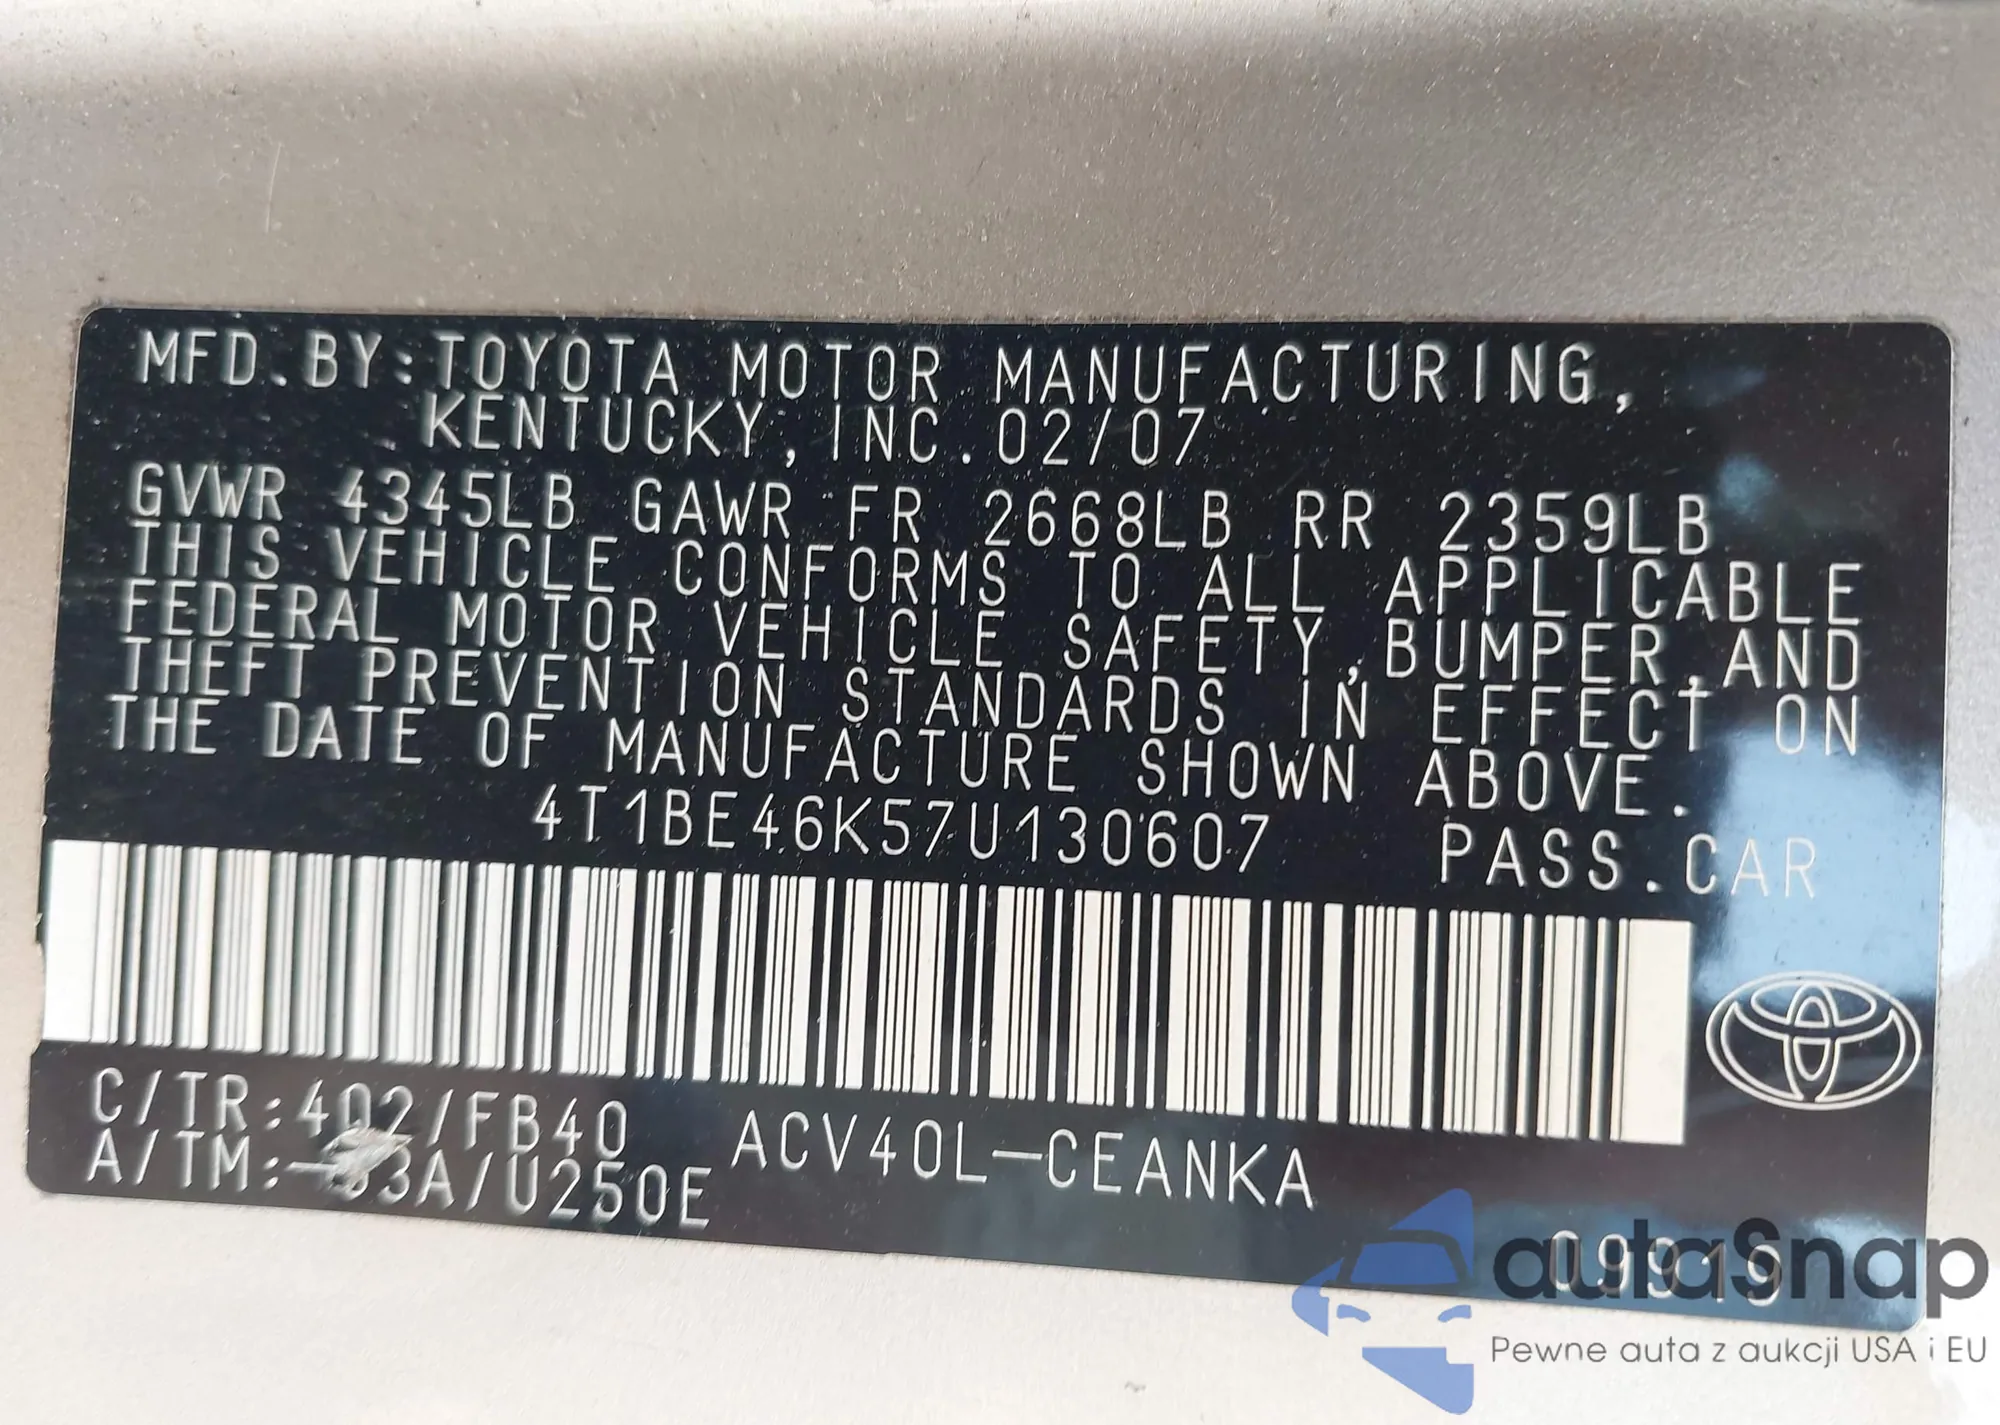 MFD.BY:TOYOTA MOTOR MANUFACTURING,
KENTUCKY, INC.02/07
GVWR 4345LB GAWR FR 2668LB RR 2359LB
THIS VEHICLE CONFORMS TO ALL APPLICABLE
FEDERAL MOTOR VEHICLE SAFETY,BUMPER,AND
THEFT PREVENTION STANDARDS IN EFFECT ON
THE DATE OF MANUFACTURE SHOWN ABOVE.
4T1BE46K57U130607 PASS.CAR
C/TR:402/FB40 ACV40L-CEANKA
A/TM:
autaSnap
Pewne auta z aukcji USA i EU